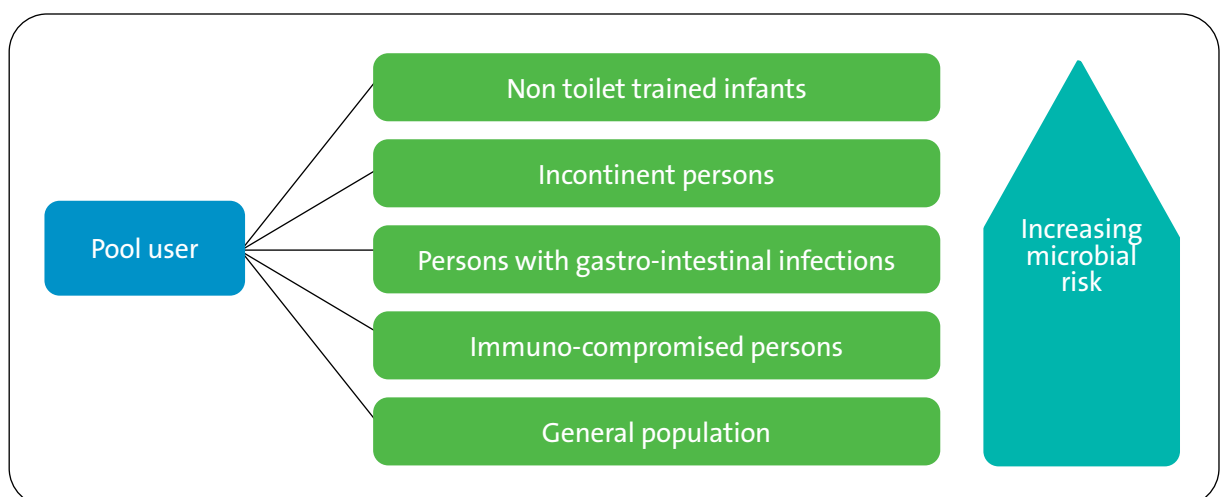 Non toilet trained infants
Incontinent persons
Pool user
Persons with gastro-intestinal infections
Immuno-compromised persons
General population
Increasing
microbial
risk